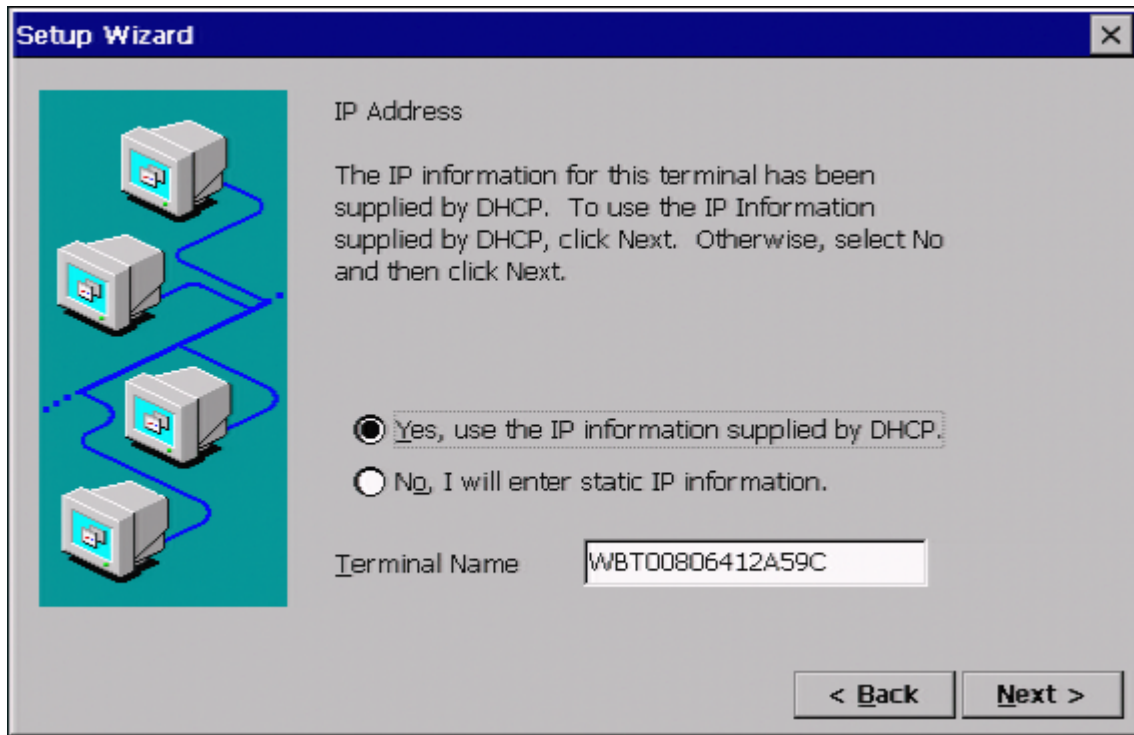 Setup Wizard
IP Address
The IP information for this terminal has been
supplied by DHCP. To use the IP Information
supplied by DHCP, click Next. Otherwise, select No
and then click Next.
Yes, use the IP information supplied by DHCP.
No, I will enter static IP information.
Terminal Name WBT00806412A59C
< Back Next >